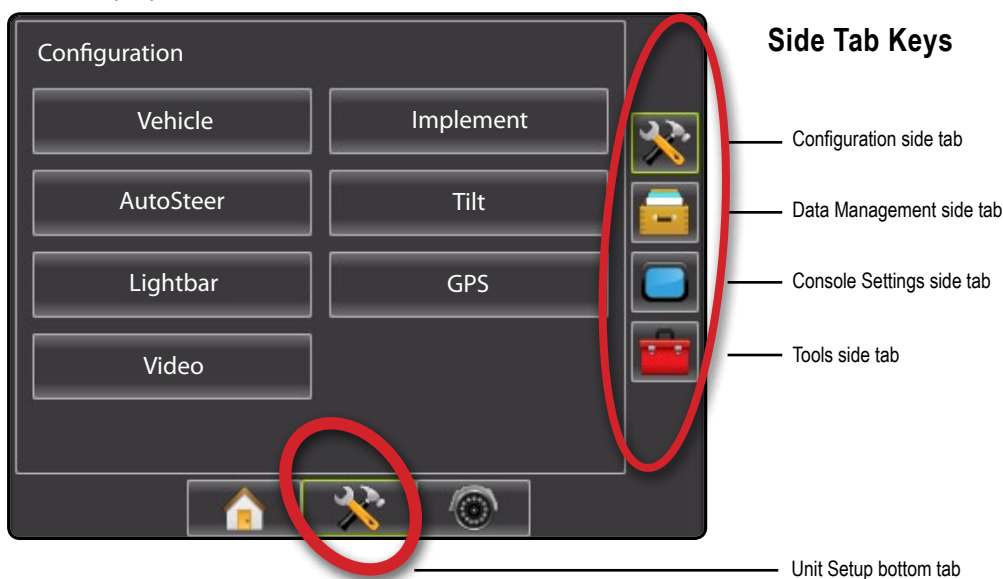 Side Tab Keys
Configuration
Vehicle
Implement
AutoSteer
Tilt
Lightbar
GPS
Video
Configuration side tab
Data Management side tab
Console Settings side tab
Tools side tab
Unit Setup bottom tab